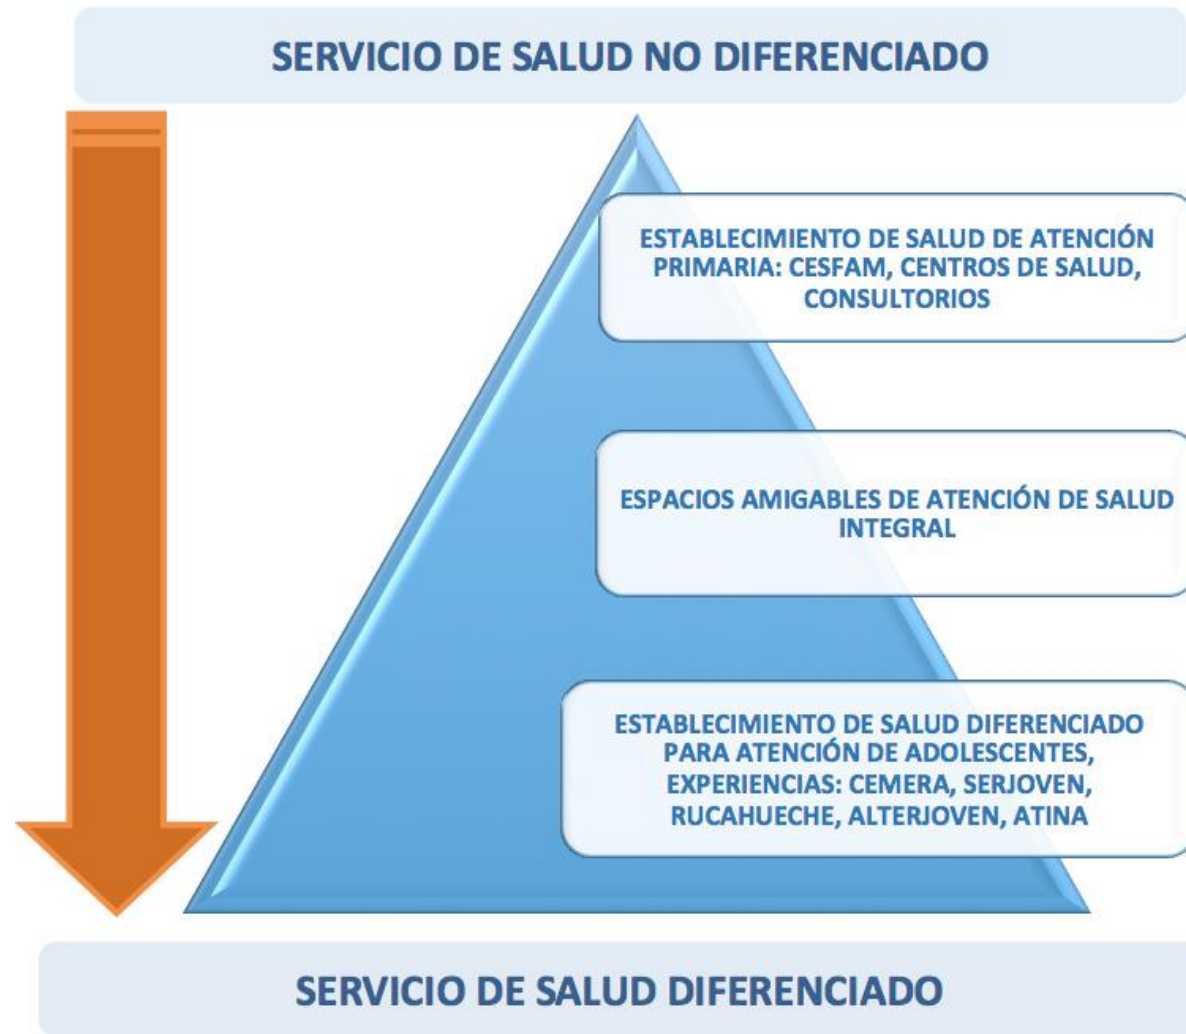 SERVICIO DE SALUD NO DIFERENCIADO
ESTABLECIMIENTO DE SALUD DE ATENCIÓN
PRIMARIA: CESFAM, CENTROS DE SALUD,
CONSULTORIOS
ESPACIOS AMIGABLES DE ATENCIÓN DE SALUD
INTEGRAL
ESTABLECIMIENTO DE SALUD DIFERENCIADO
PARA ATENCIÓN DE ADOLESCENTES,
EXPERIENCIAS: CEMERA, SERJOVEN,
RUCAHUECHE, ALTERJOVEN, ATINA
SERVICIO DE SALUD DIFERENCIADO